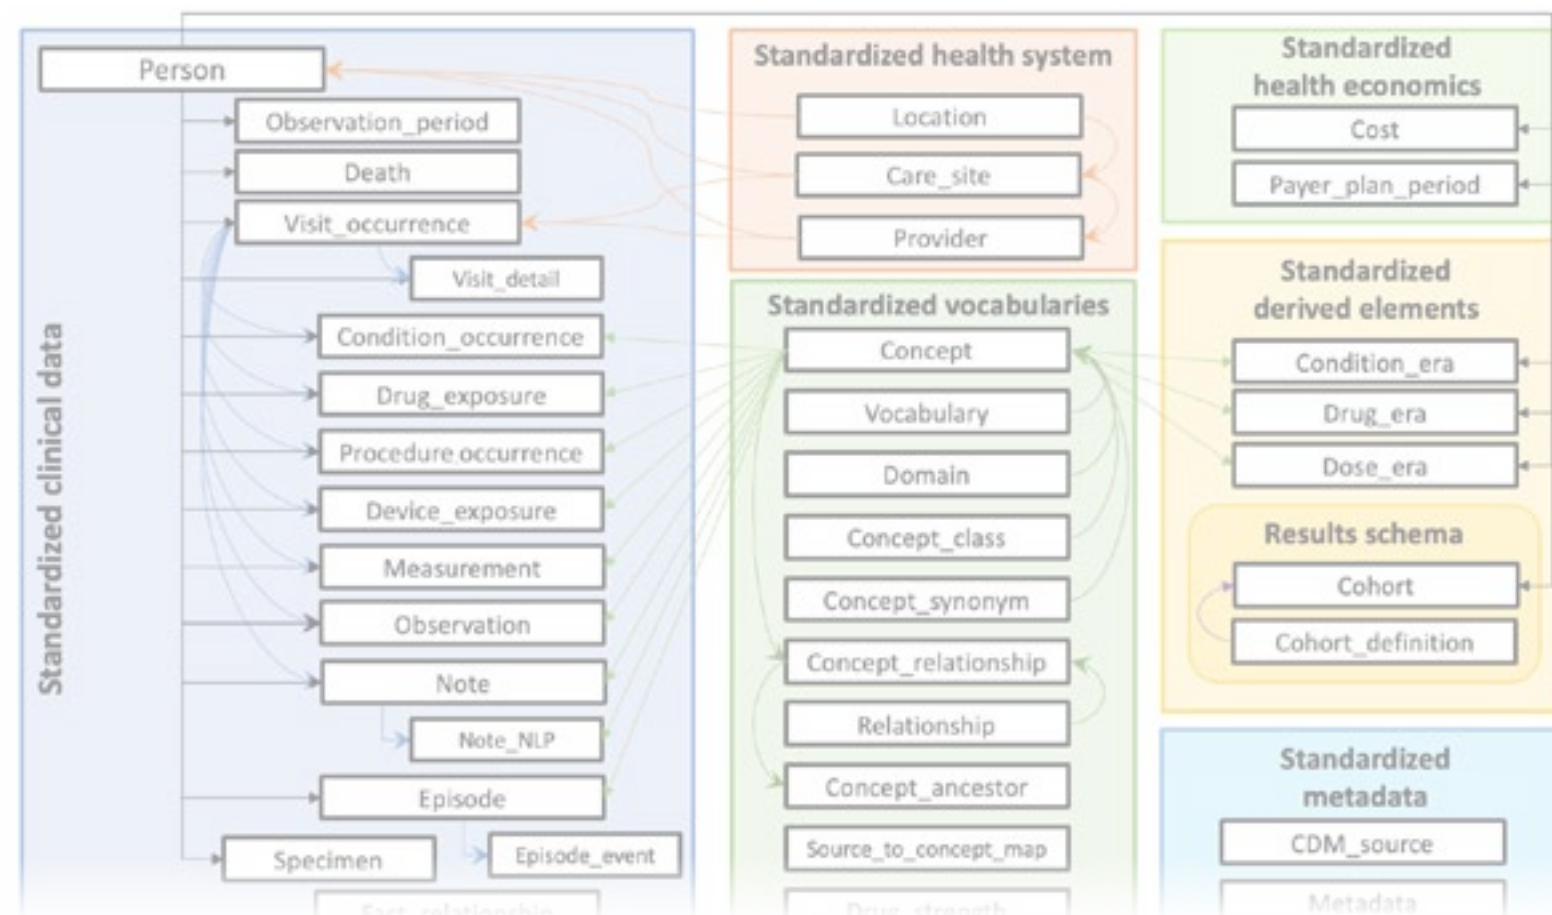 Standardized clinical data
Person
Observation_period
Death
Visit_occurrence
Visit_detail
Condition_occurrence
Drug_exposure
Procedure_occurrence
Device_exposure
Measurement
Observation
Note
Note_NLP
Episode
Episode_event
Specimen
Fact_relationship
Standardized health system
Location
Care_site
Provider
Standardized vocabularies
Concept
Vocabulary
Domain
Concept_class
Concept_synonym
Concept_relationship
Relationship
Concept_ancestor
Source_to_concept_map
Drug_strength
Standardized
health economics
Cost
Payer_plan_period
Standardized
derived elements
Condition_era
Drug_era
Dose_era
Results schema
Cohort
Cohort_definition
Standardized
metadata
CDM_source
Metadata